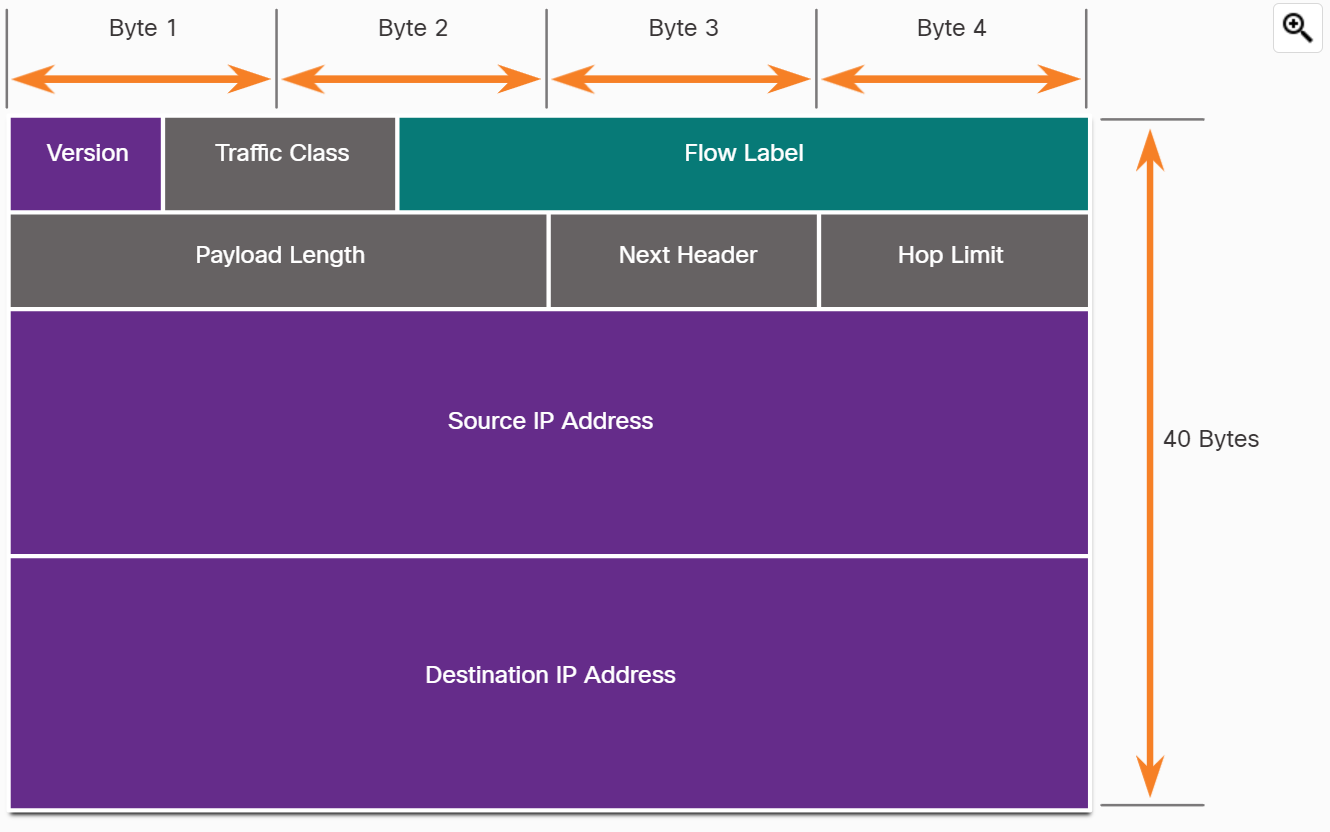 Byte 1 Byte 2 Byte 3 Byte 4
Version Traffic Class Flow Label
Payload Length Next Header Hop Limit
Source IP Address
40 Bytes
Destination IP Address